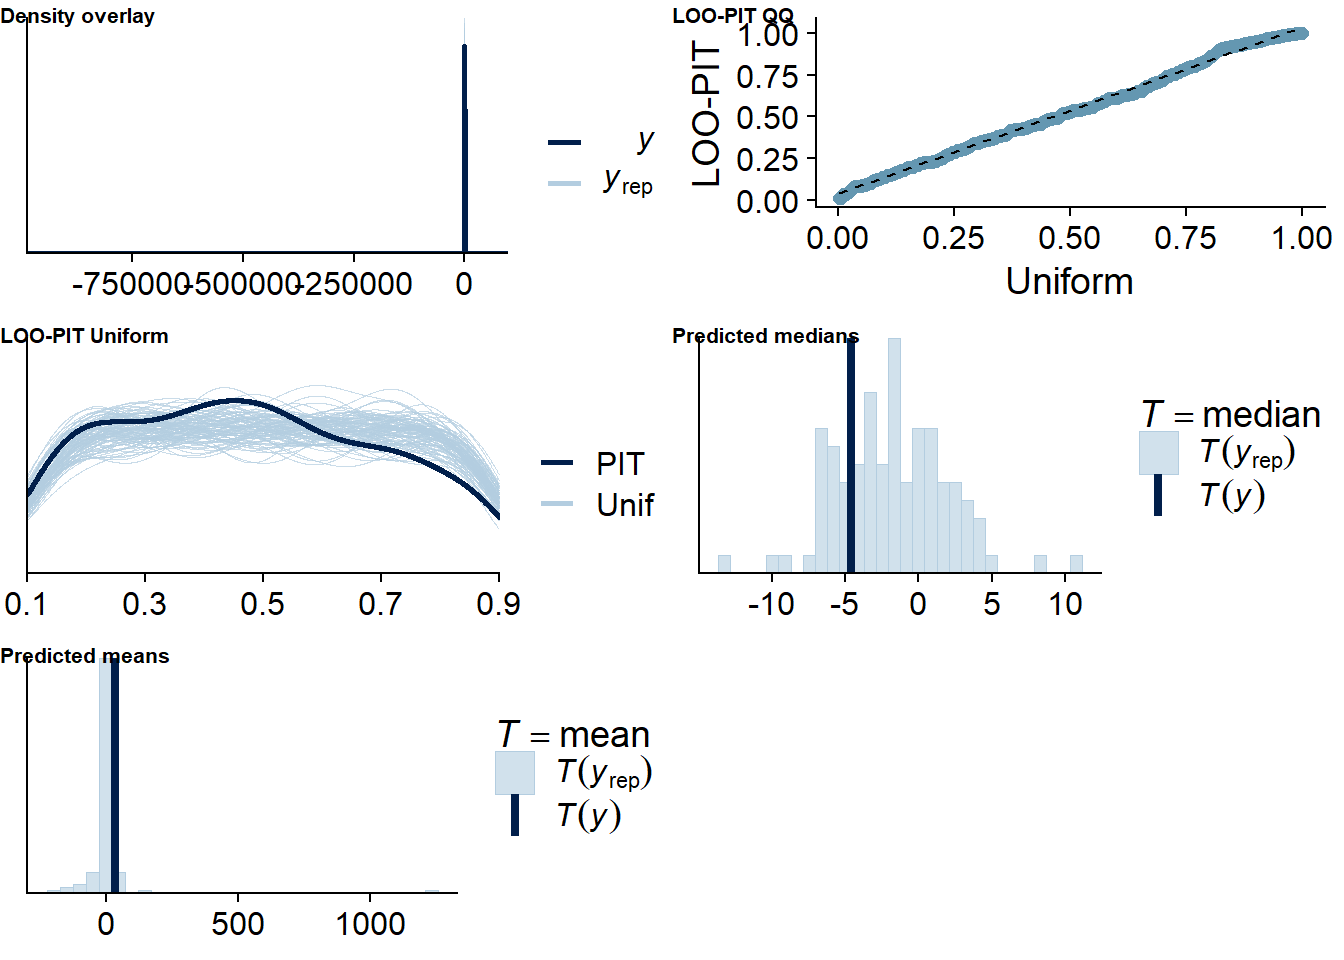 Density overlay
y
yrep
-750000 -500000 -250000 0
LOO-PIT QQ
LOO-PIT
1.00
0.75
0.50
0.25
0.00
0.00 0.25 0.50 0.75 1.00
Uniform
LOO-PIT Uniform
PIT
Unif
0.1 0.3 0.5 0.7 0.9
Predicted medians
T = median
T(yrep)
T(y)
-10 -5 0 5 10
Predicted means
T = mean
T(yrep)
T(y)
0 500 1000